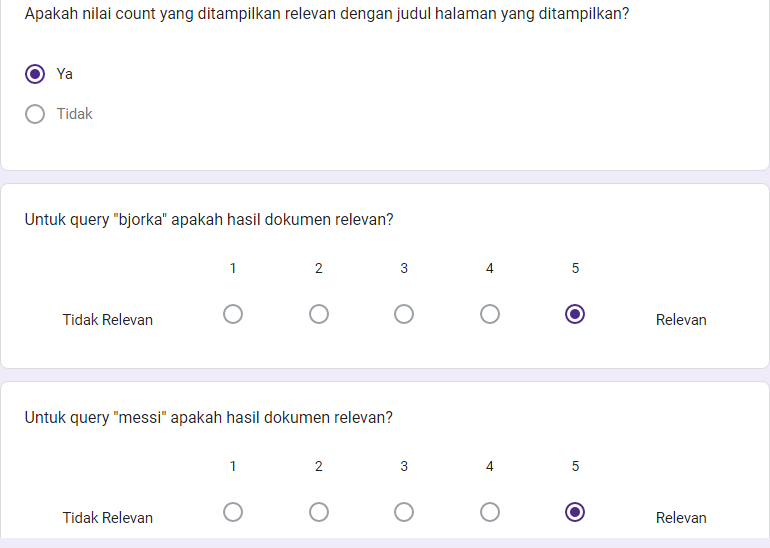 Apakah nilai count yang ditampilkan relevan dengan judul halaman yang ditampilkan?
Ya
Tidak
Untuk query "bjorka" apakah hasil dokumen relevan?
1 2 3 4 5
Tidak Relevan Relevan
Untuk query "messi" apakah hasil dokumen relevan?
1 2 3 4 5
Tidak Relevan Relevan